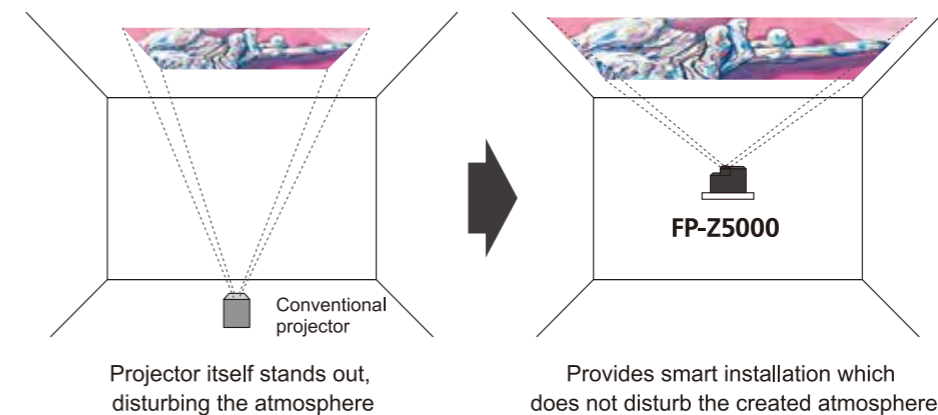 Conventional
projector
FP-Z5000
Projector itself stands out,
disturbing the atmosphere
Provides smart installation which
does not disturb the created atmosphere